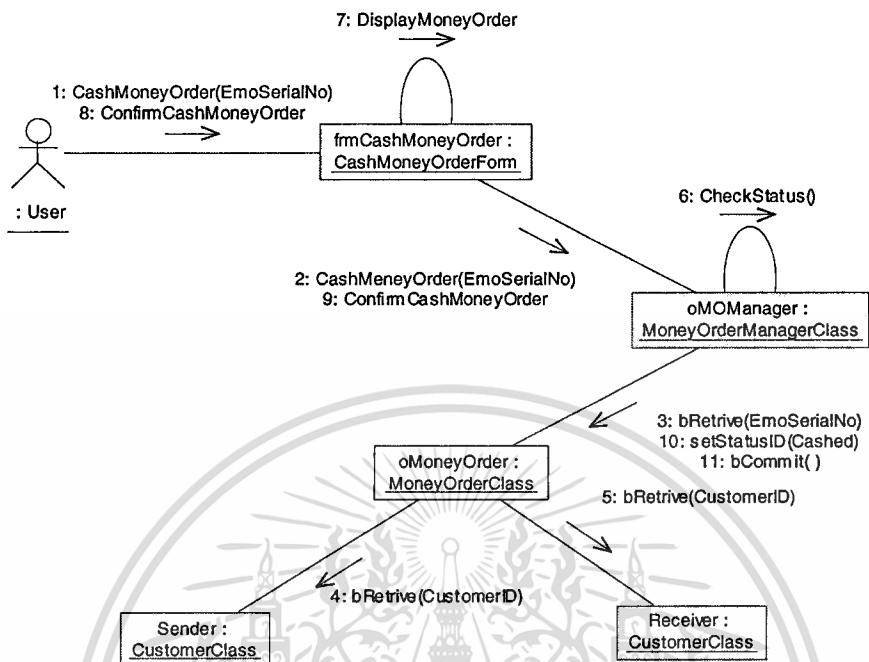 7: DisplayMoneyOrder
1: CashMoneyOrder(EmoSerialNo)
8: ConfirmCashMoneyOrder
frmCashMoneyOrder :
CashMoneyOrderForm
: User
6: CheckStatus()
2: CashMeneyOrder(EmoSerialNo)
9: ConfirmCashMoneyOrder
oMOManager :
MoneyOrderManagerClass
3: bRetrive(EmoSerialNo)
10: setStatusID(Cashed)
11: bCommit( )
oMoneyOrder :
MoneyOrderClass
5: bRetrive(CustomerID)
4: bRetrive(CustomerID)
Sender :
CustomerClass
Receiver :
CustomerClass